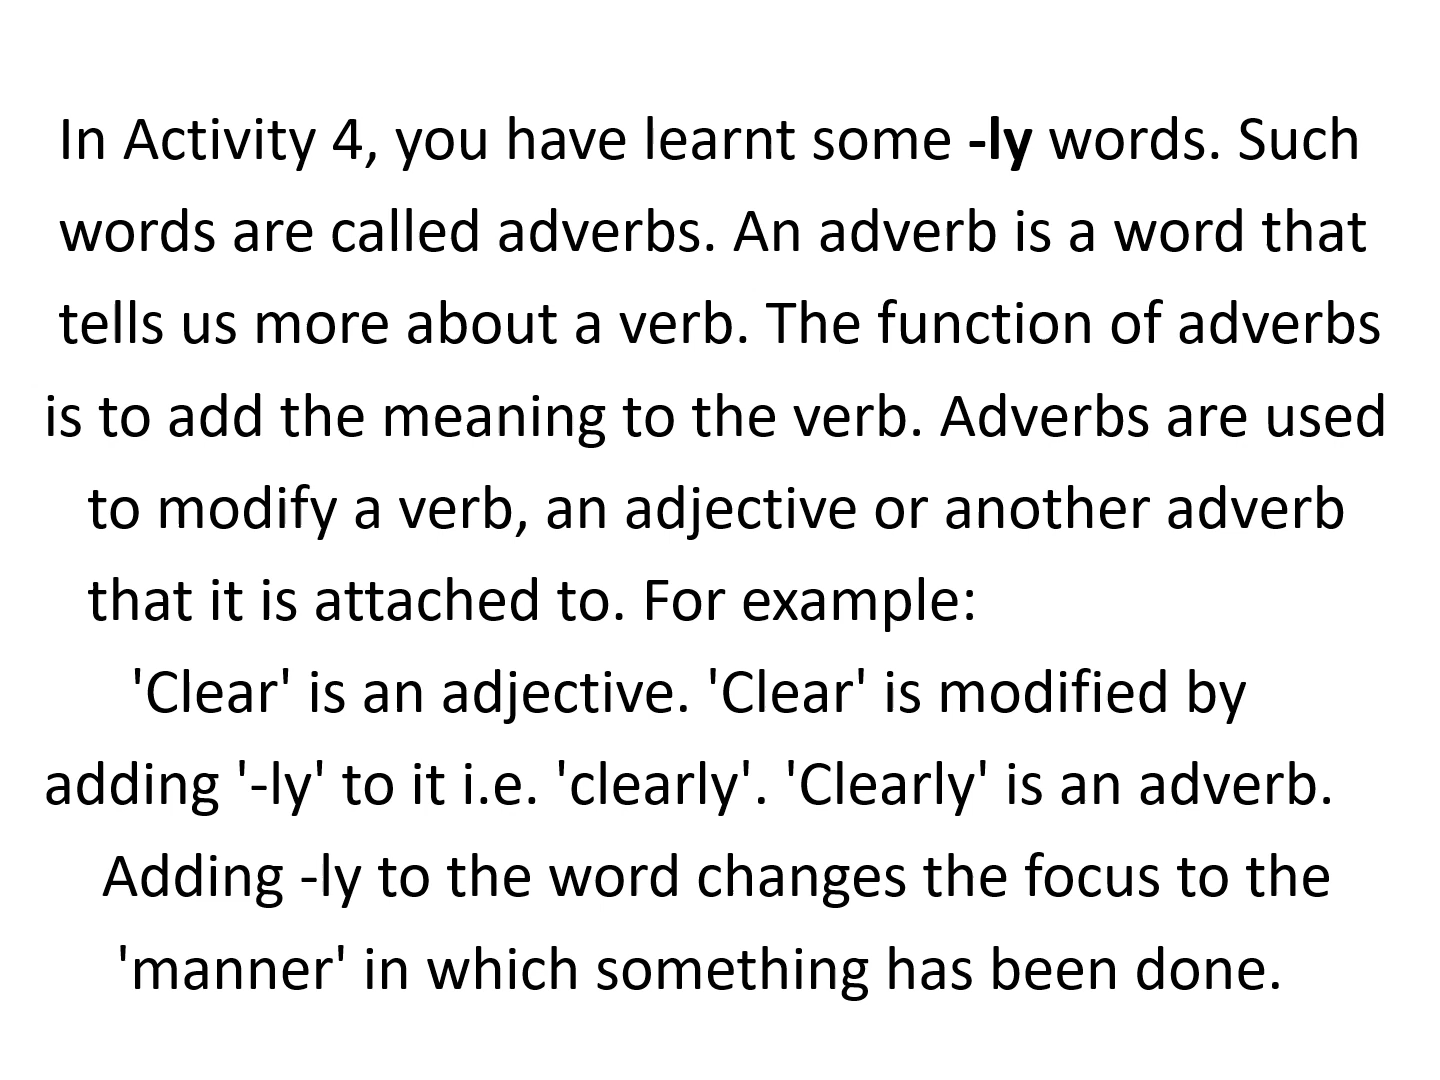 In Activity 4, you have learnt some -ly words. Such
words are called adverbs. An adverb is a word that
tells us more about a verb. The function of adverbs
is to add the meaning to the verb. Adverbs are used
to modify a verb, an adjective or another adverb
that it is attached to. For example:
'Clear' is an adjective. 'Clear' is modified by
adding '-ly' to it i.e. 'clearly'. 'Clearly' is an adverb.
Adding -ly to the word changes the focus to the
'manner' in which something has been done.